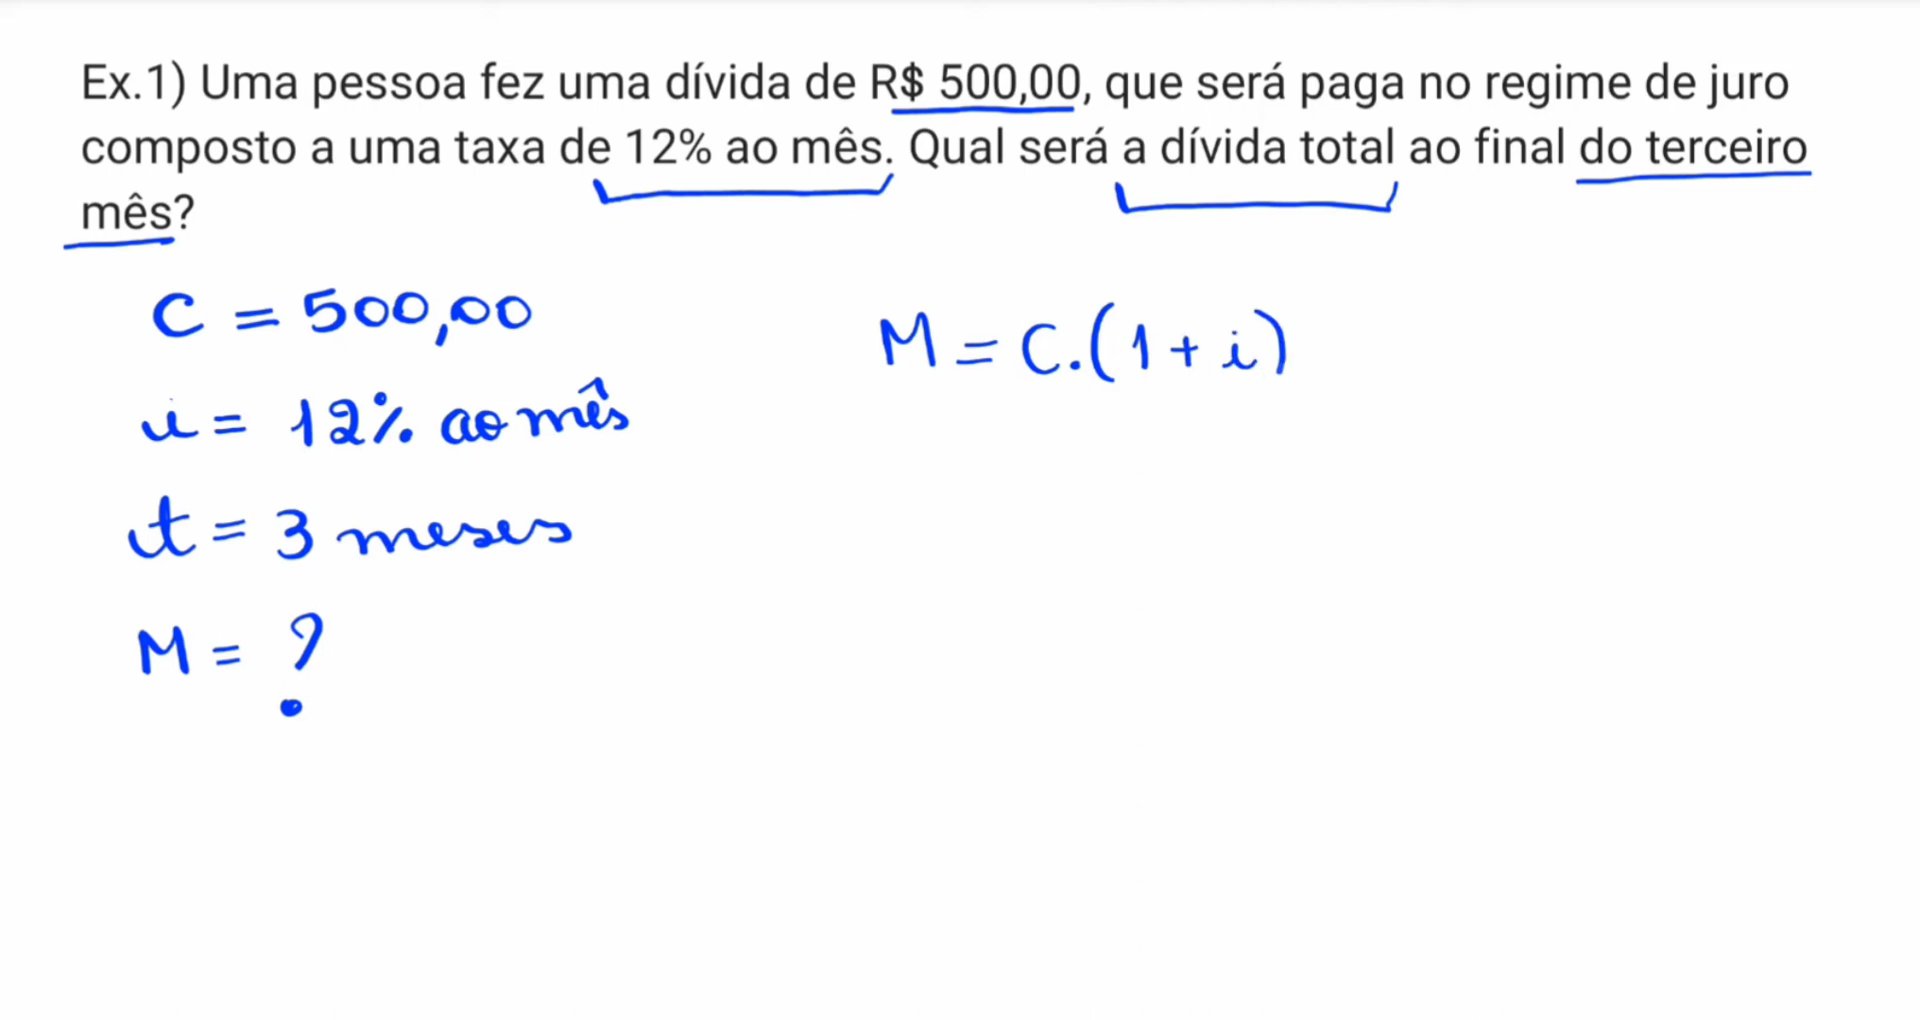 Ex.1) Uma pessoa fez uma dívida de R$ 500,00, que será paga no regime de juro
composto a uma taxa de 12% ao mês. Qual será a dívida total ao final do terceiro
mês?
C = 500,00
M = C.(1 + i)
i = 12% ao mês
t = 3 meses
M = ?